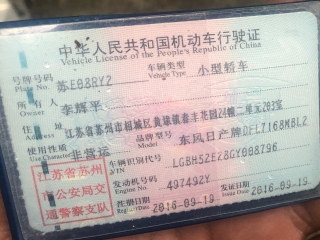 中华人民共和国机动车行驶证
Vehicle License of the People's Republic of China
号牌号码 Plate No. 苏E08RY2 车辆类型 Vehicle Type 小型轿车
所有人 Owner 李辉平
住址 江苏省苏州市相城区黄埭镇春丰花园24幢二单元203室
使用性质 Use Character 非营运 品牌型号 Model 东风日产牌DFL7168MBL2
江苏省苏州市公安局交通警察支队
车辆识别代号 VIN LGBH52E28GY008796
发动机号码 Engine No. 497492Y
注册日期 Register Date 2016-09-19 发证日期 Issue Date 2016-09-19